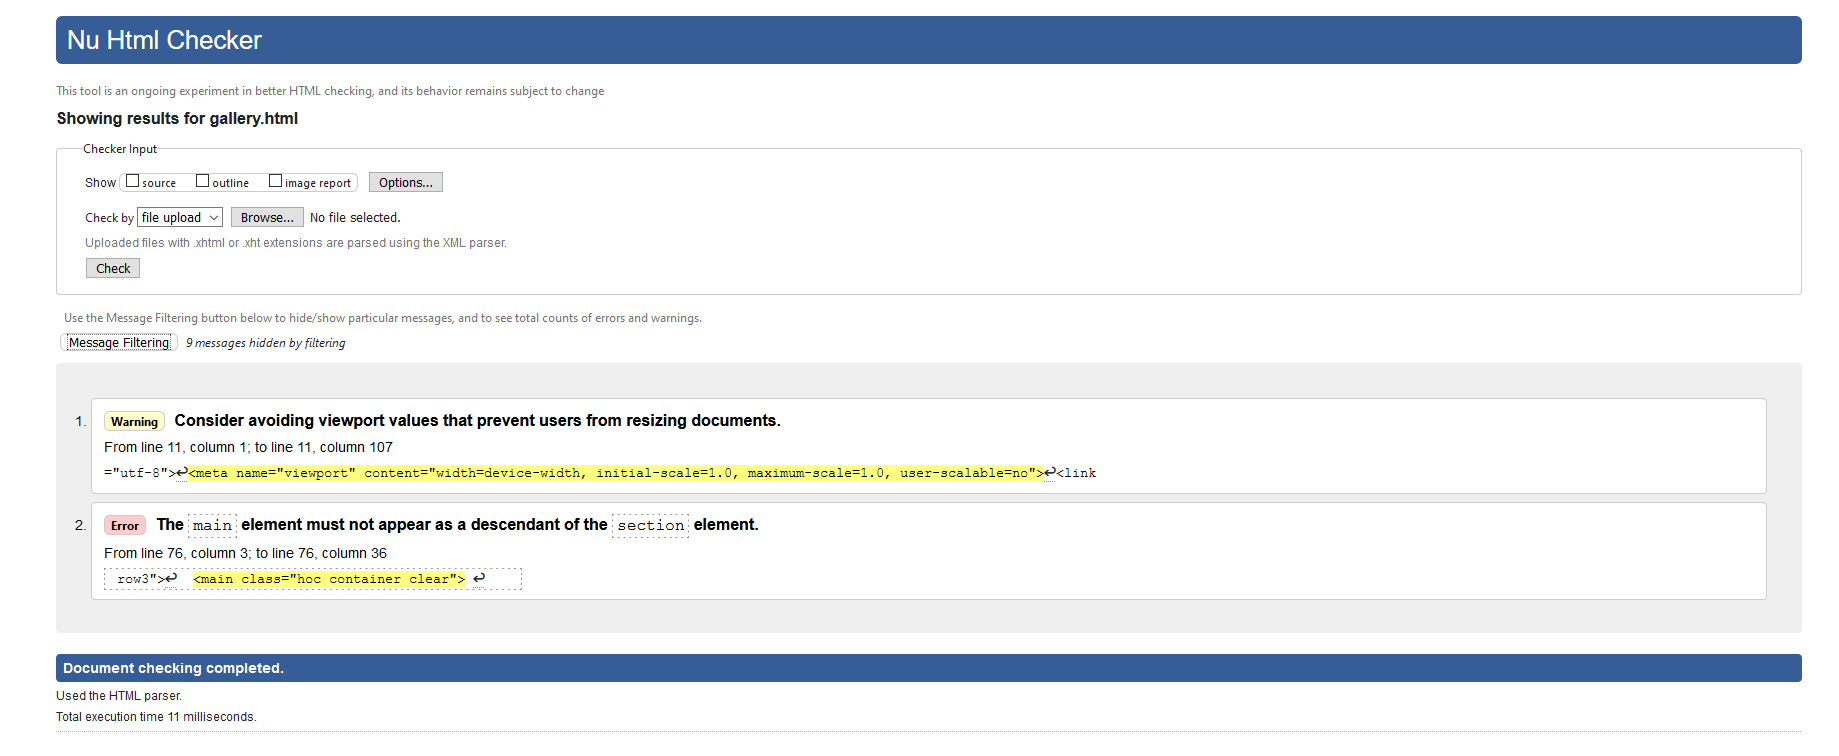 Nu Html Checker
This tool is an ongoing experiment in better HTML checking, and its behavior remains subject to change
Showing results for gallery.html
Checker Input
Show source outline image report Options...
Check by file upload Browse... No file selected.
Uploaded files with .xhtml or .xht extensions are parsed using the XML parser.
Check
Use the Message Filtering button below to hide/show particular messages, and to see total counts of errors and warnings.
Message Filtering 9 messages hidden by filtering
1. Warning Consider avoiding viewport values that prevent users from resizing documents.
From line 11, column 1; to line 11, column 107
="utf-8">↩<meta name="viewport" content="width=device-width, initial-scale=1.0, maximum-scale=1.0, user-scalable=no">↩<link
2. Error The main element must not appear as a descendant of the section element.
From line 76, column 3; to line 76, column 36
row3">↩ <main class="hoc container clear"> ↩
Document checking completed.
Used the HTML parser.
Total execution time 11 milliseconds.